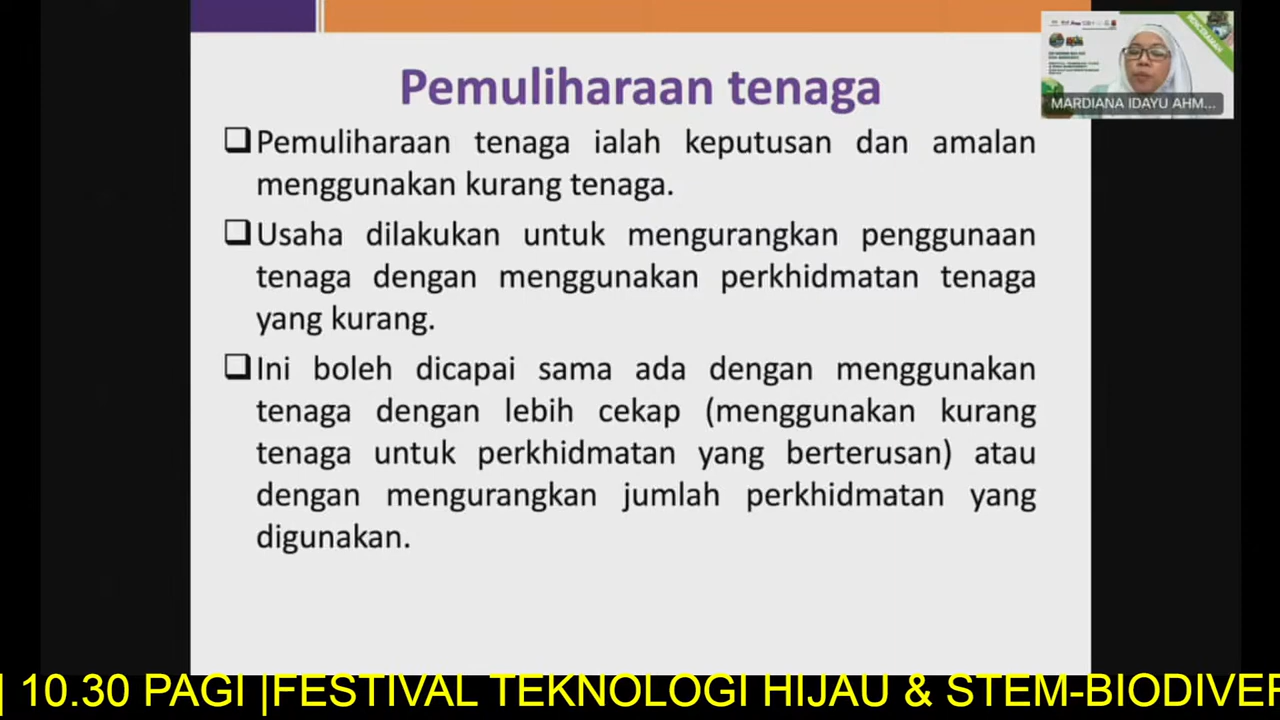 Pemuliharaan tenaga
PENCERAMAH
MARDIANA IDAYU AHM...
Pemuliharaan tenaga ialah keputusan dan amalan
menggunakan kurang tenaga.
Usaha dilakukan untuk mengurangkan penggunaan
tenaga dengan menggunakan perkhidmatan tenaga
yang kurang.
Ini boleh dicapai sama ada dengan menggunakan
tenaga dengan lebih cekap (menggunakan kurang
tenaga untuk perkhidmatan yang berterusan) atau
dengan mengurangkan jumlah perkhidmatan yang
digunakan.
| 10.30 PAGI |FESTIVAL TEKNOLOGI HIJAU & STEM-BIODIVER